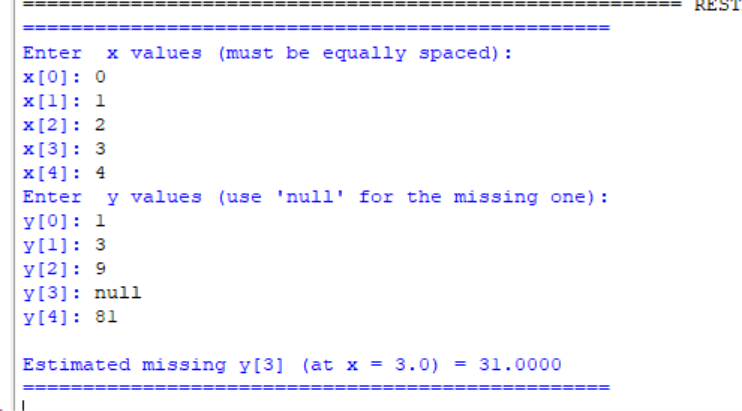 ==================================================== REST
=================================================
Enter  x values (must be equally spaced):
x[0]: 0
x[1]: 1
x[2]: 2
x[3]: 3
x[4]: 4
Enter  y values (use 'null' for the missing one):
y[0]: 1
y[1]: 3
y[2]: 9
y[3]: null
y[4]: 81
Estimated missing y[3] (at x = 3.0) = 31.0000
=================================================